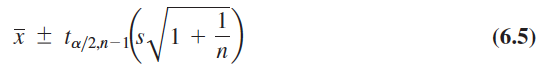 x̄ ± t_{α/2,n−1}(s√(1 + 1/n)) (6.5)